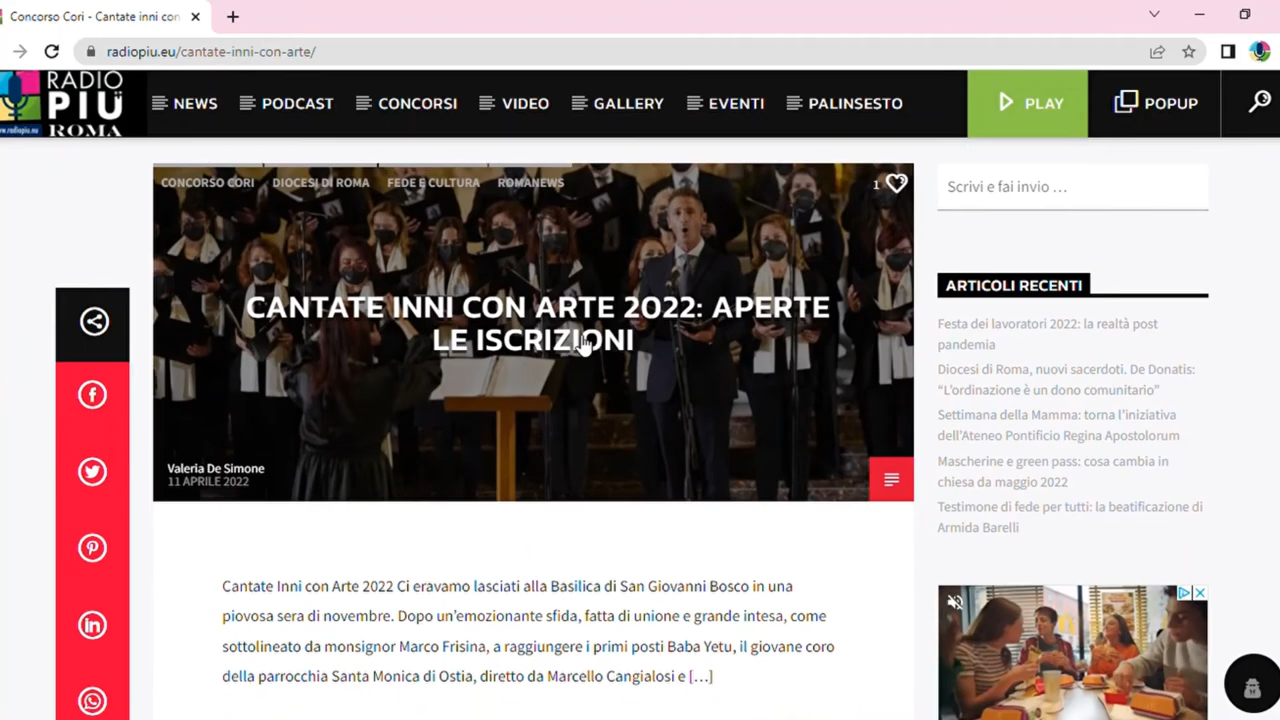 Concorso Cori - Cantate inni con
radiopiu.eu/cantate-inni-con-arte/
RADIO
PIÙ
ROMA
www.radiopiu.eu
NEWS
PODCAST
CONCORSI
VIDEO
GALLERY
EVENTI
PALINSESTO
PLAY
POPUP
CONCORSO CORI
DIOCESI DI ROMA
FEDE E CULTURA
ROMANEWS
1
CANTATE INNI CON ARTE 2022: APERTE
LE ISCRIZIONI
Valeria De Simone
11 APRILE 2022
Cantate Inni con Arte 2022 Ci eravamo lasciati alla Basilica di San Giovanni Bosco in una
piovosa sera di novembre. Dopo un’emozionante sfida, fatta di unione e grande intesa, come
sottolineato da monsignor Marco Frisina, a raggiungere i primi posti Baba Yetu, il giovane coro
della parrocchia Santa Monica di Ostia, diretto da Marcello Cangialosi e […]
Scrivi e fai invio …
ARTICOLI RECENTI
Festa dei lavoratori 2022: la realtà post
pandemia
Diocesi di Roma, nuovi sacerdoti. De Donatis:
“L’ordinazione è un dono comunitario”
Settimana della Mamma: torna l’iniziativa
dell’Ateneo Pontificio Regina Apostolorum
Mascherine e green pass: cosa cambia in
chiesa da maggio 2022
Testimone di fede per tutti: la beatificazione di
Armida Barelli